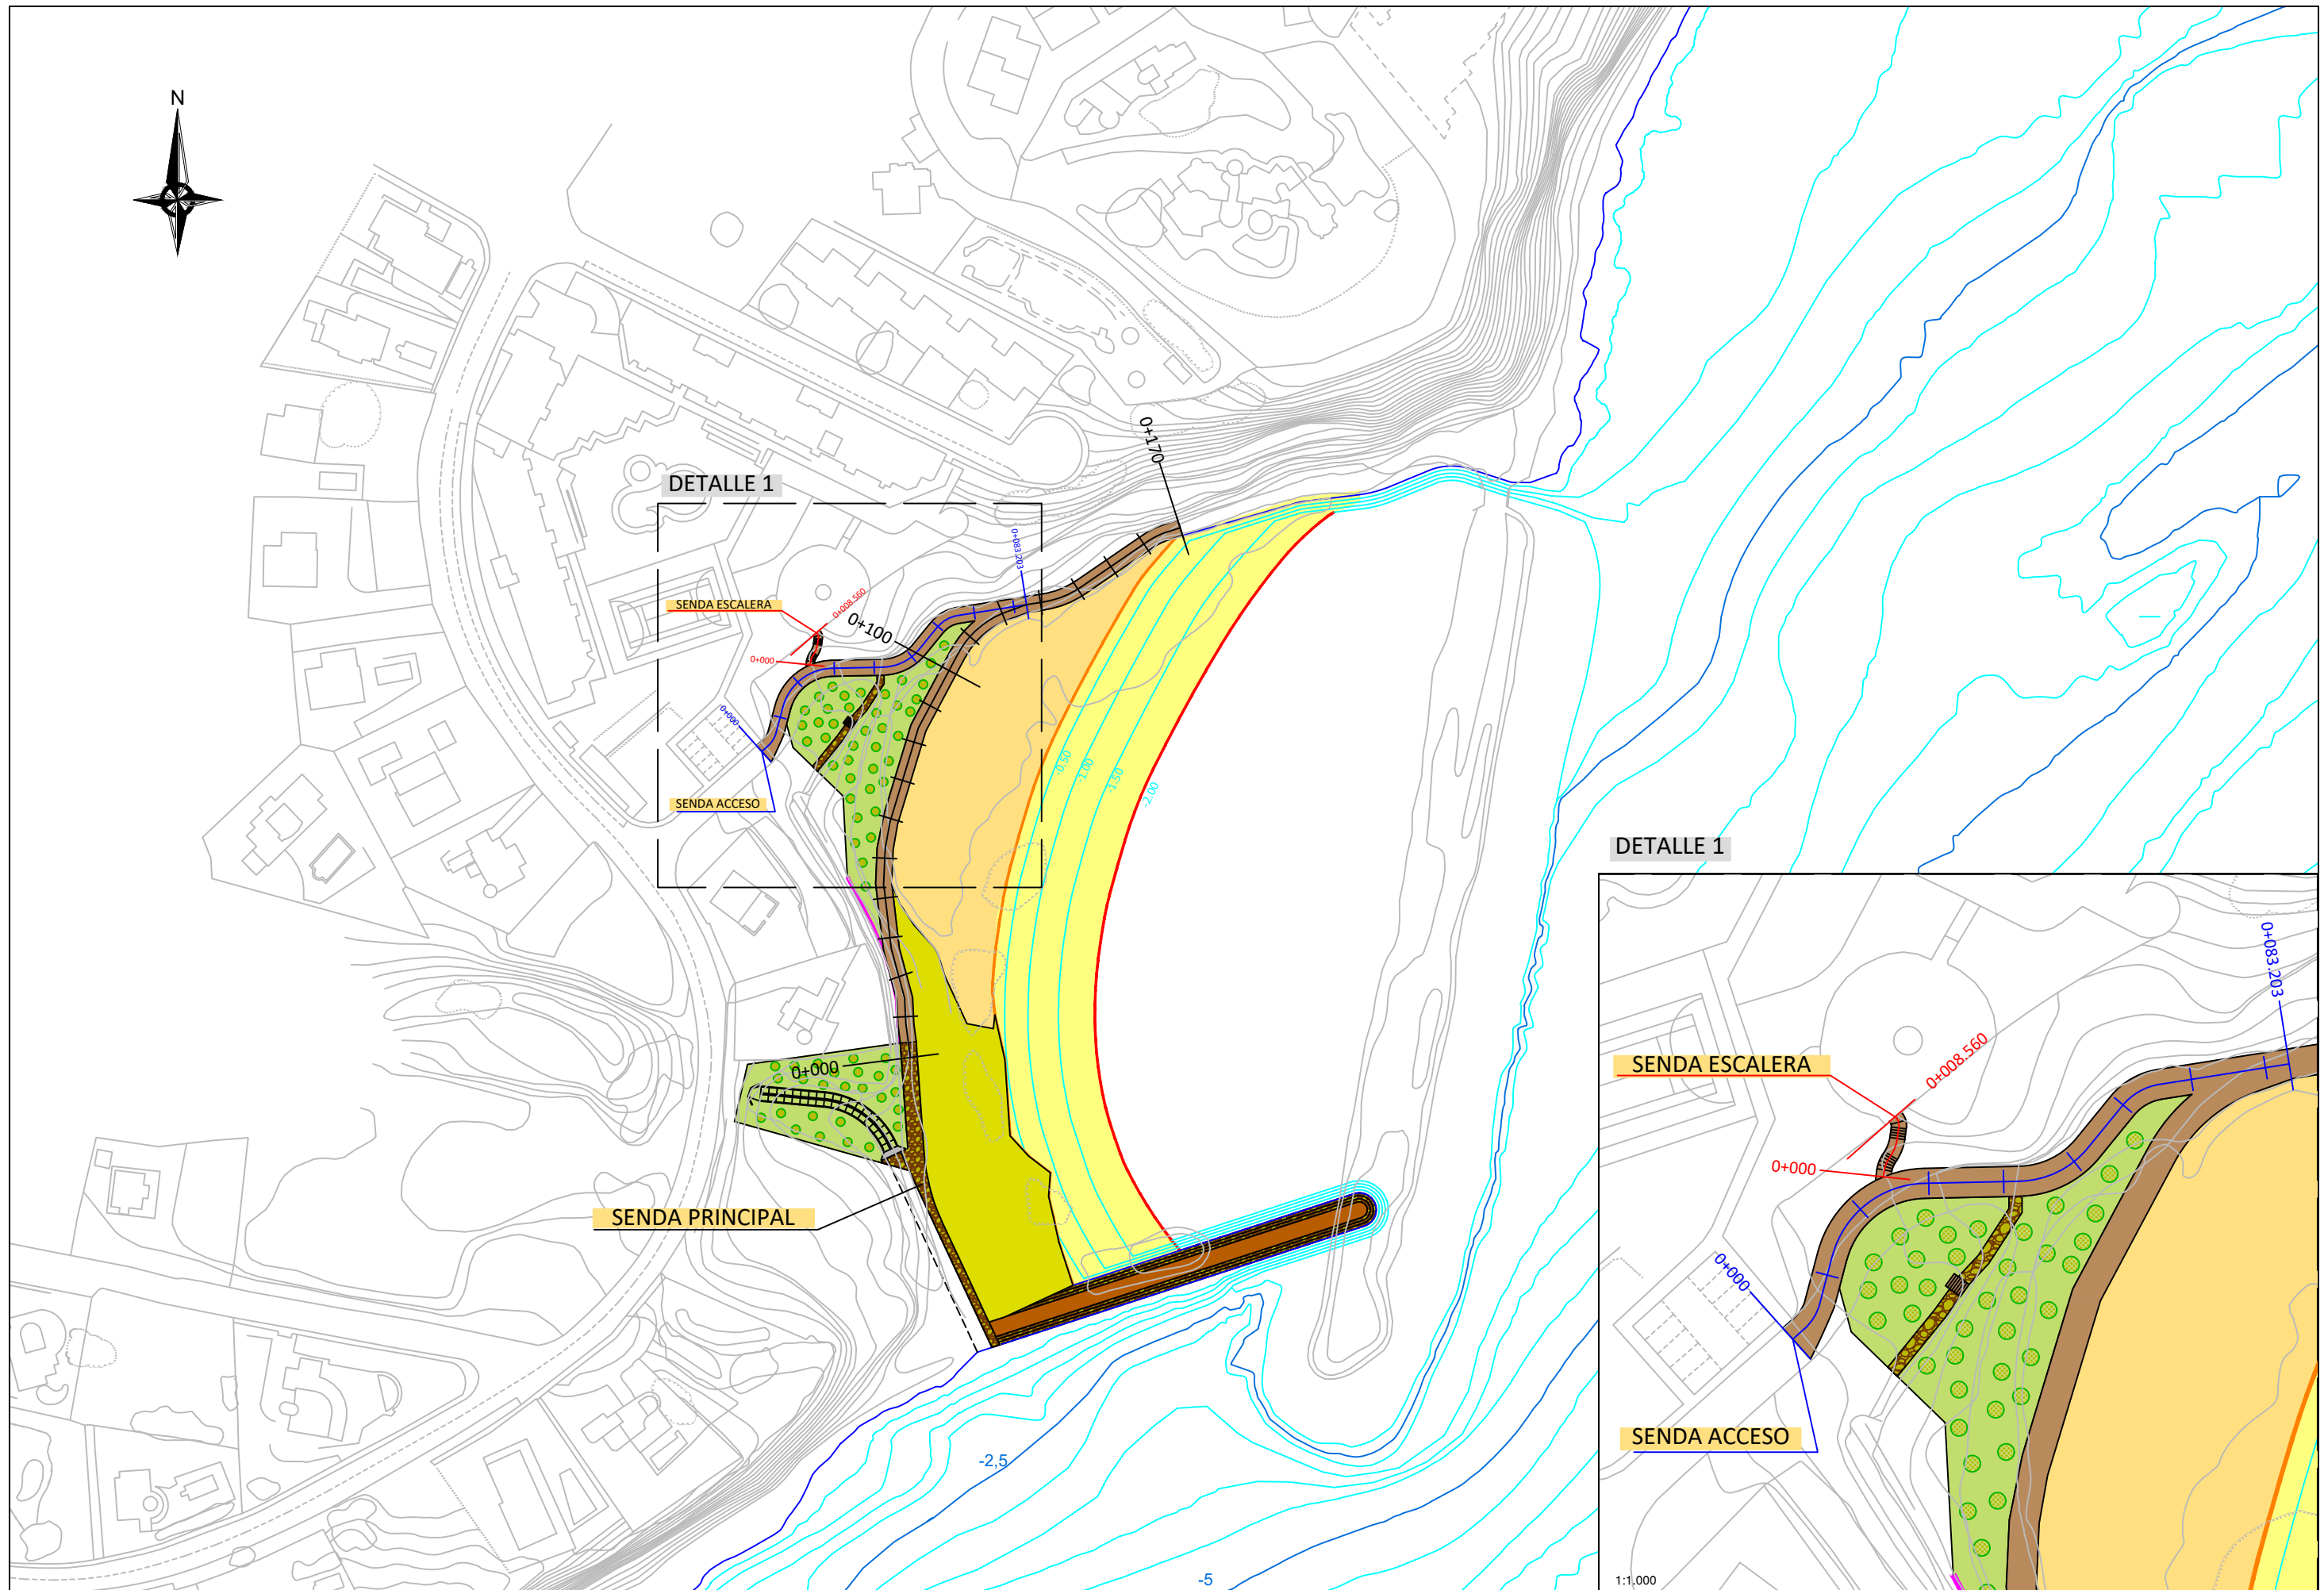 N
0+170
DETALLE 1
0+083.203
SENDA ESCALERA
0+008.560
0+100
0+000
0+000
SENDA ACCESO
-0.50
-1.00
-1.50
-2.00
DETALLE 1
0+083.203
0+000
SENDA PRINCIPAL
SENDA ESCALERA
0+008.560
0+000
0+000
SENDA ACCESO
-2,5
-5
1:1.000